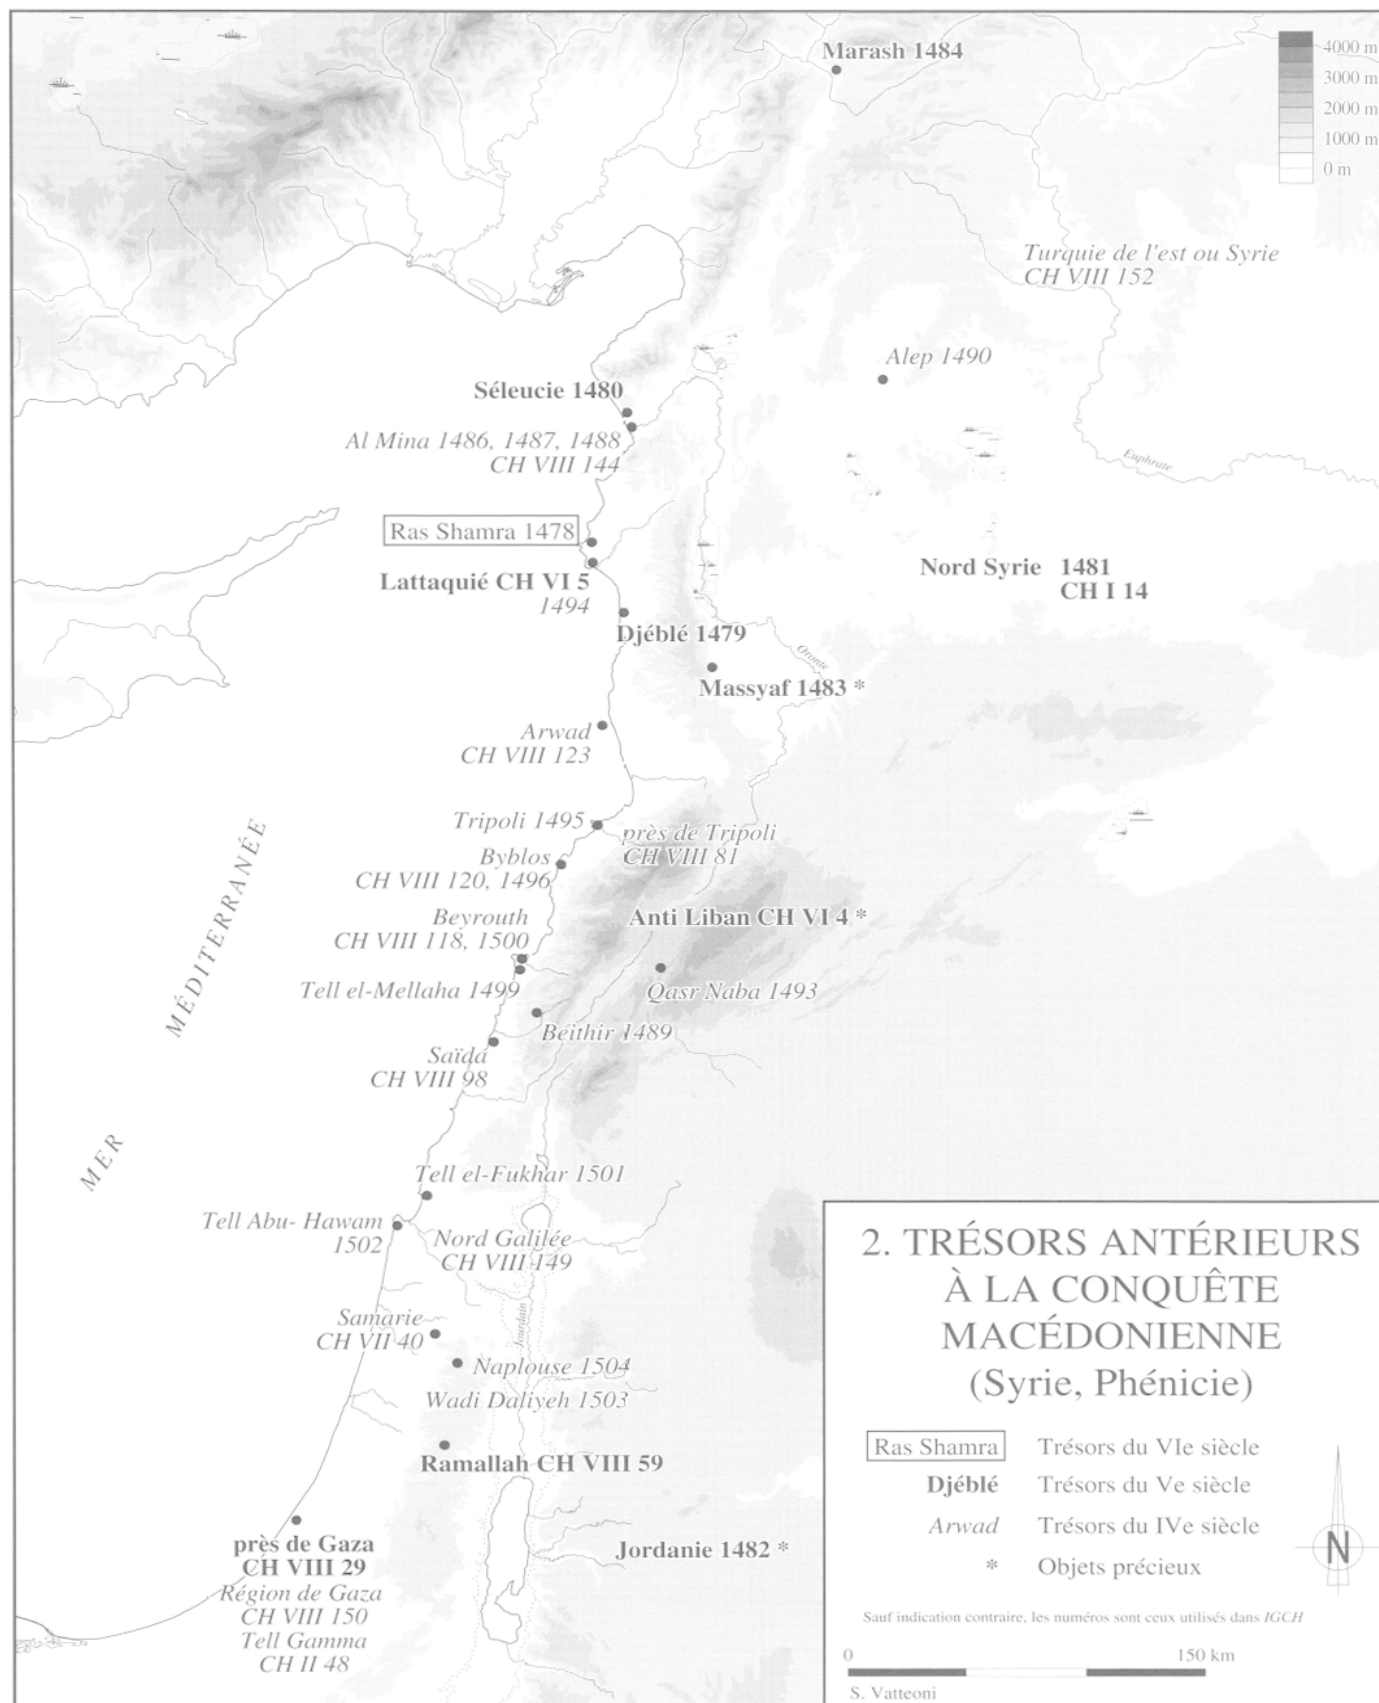 Marash 1484
4000 m
3000 m
2000 m
1000 m
0 m
Turquie de l'est ou Syrie
CH VIII 152
Alep 1490
Séleucie 1480
Al Mina 1486, 1487, 1488
CH VIII 144
Euphrate
Ras Shamra 1478
Lattaquié CH VI 5
1494
Nord Syrie 1481
CH I 14
Djéblé 1479
Oronte
Massyaf 1483 *
Arwad
CH VIII 123
Tripoli 1495
près de Tripoli
CH VIII 81
Byblos
CH VIII 120, 1496
Beyrouth
CH VIII 118, 1500
Anti Liban CH VI 4 *
Tell el-Mellaha 1499
Qasr Naba 1493
Béithir 1489
Saïda
CH VIII 98
MER MÉDITERRANÉE
Tell el-Fukhar 1501
Tell Abu- Hawam
1502
Nord Galilée
CH VIII 149
Jourdain
Samarie
CH VII 40
Naplouse 1504
Wadi Daliyeh 1503
Ramallah CH VIII 59
près de Gaza
CH VIII 29
Région de Gaza
CH VIII 150
Tell Gamma
CH II 48
Jordanie 1482 *
2. TRÉSORS ANTÉRIEURS
À LA CONQUÊTE
MACÉDONIENNE
(Syrie, Phénicie)
Ras Shamra Trésors du VIe siècle
Djéblé Trésors du Ve siècle
Arwad Trésors du IVe siècle
* Objets précieux
N
Sauf indication contraire, les numéros sont ceux utilisés dans IGCH
0 150 km
S. Vatteoni